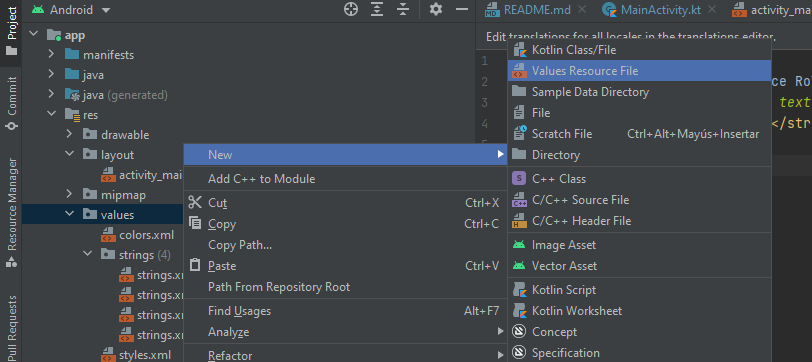 Android
README.md
MainActivity.kt
activity_ma
Project
Commit
Resource Manager
Pull Requests
app
manifests
java
java (generated)
res
drawable
layout
activity_mai
mipmap
values
colors.xml
strings (4)
strings.x
strings.x
strings.x
strings.x
styles.xml
New
Add C++ to Module
Cut Ctrl+X
Copy Ctrl+C
Copy Path...
Paste Ctrl+V
Path From Repository Root
Find Usages Alt+F7
Analyze
Refactor
Edit translations for all locales in the translations editor.
1
2
3
4
Kotlin Class/File
Values Resource File
Sample Data Directory
File
Scratch File Ctrl+Alt+Mayús+Insertar
Directory
C++ Class
C/C++ Source File
C/C++ Header File
Image Asset
Vector Asset
Kotlin Script
Kotlin Worksheet
Concept
Specification
ce Ro
text
</str